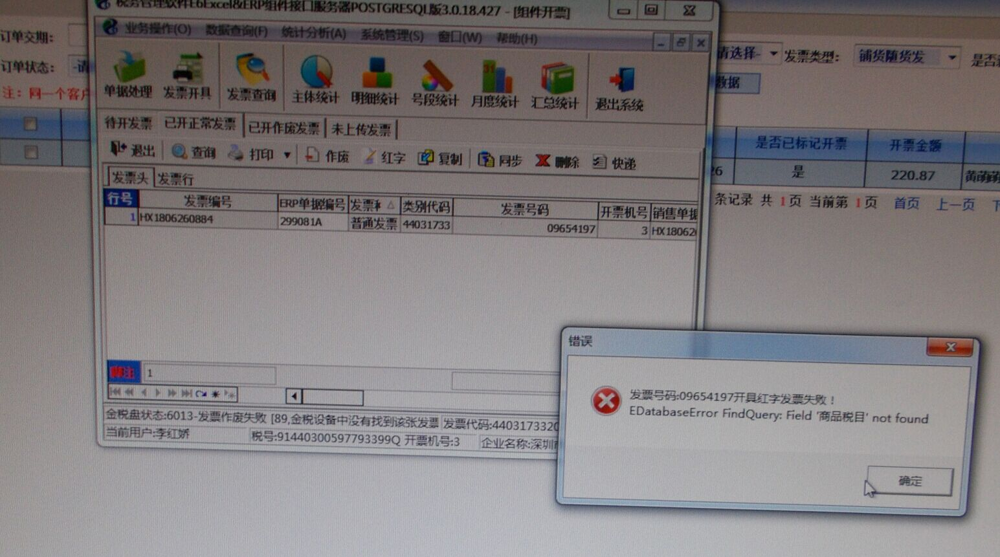 税务管理软件E6Excel&ERP组件接口服务器POSTGRESQL版3.0.18.427 - [组件开票]
业务操作(O) 数据查询(F) 统计分析(A) 系统管理(S) 窗口(W) 帮助(H)
单据处理 发票开具 发票查询 主体统计 明细统计 号段统计 月度统计 汇总统计 退出系统
待开发票 已开正常发票 已开作废发票 未上传发票
退出 查询 打印 作废 红字 复制 同步 删除 快递
发票头 发票行
行号 发票编号 ERP单据编号 发票种 类别代码 发票号码 开票机号 销售单据
1 HX1806260884 299081A 普通发票 44031733 09654197 3 HX18062
1
金税盘状态:6013-发票作废失败 [89,金税设备中没有找到该张发票 发票代码:4403173320
当前用户:李红娇 税号:91440300597793399Q 开票机号:3 企业名称:深圳市
订单交期:
订单状态: -请
注：同一个客户
请选择- 发票类型: 铺货随货发 是否
数据
是否已标记开票 开票金额
26 是 220.87 黄萌萌
条记录 共 1 页 当前第 1 页 首页 上一页 下
错误
发票号码:09654197开具红字发票失败！
EDatabaseError FindQuery: Field '商品税目' not found
确定